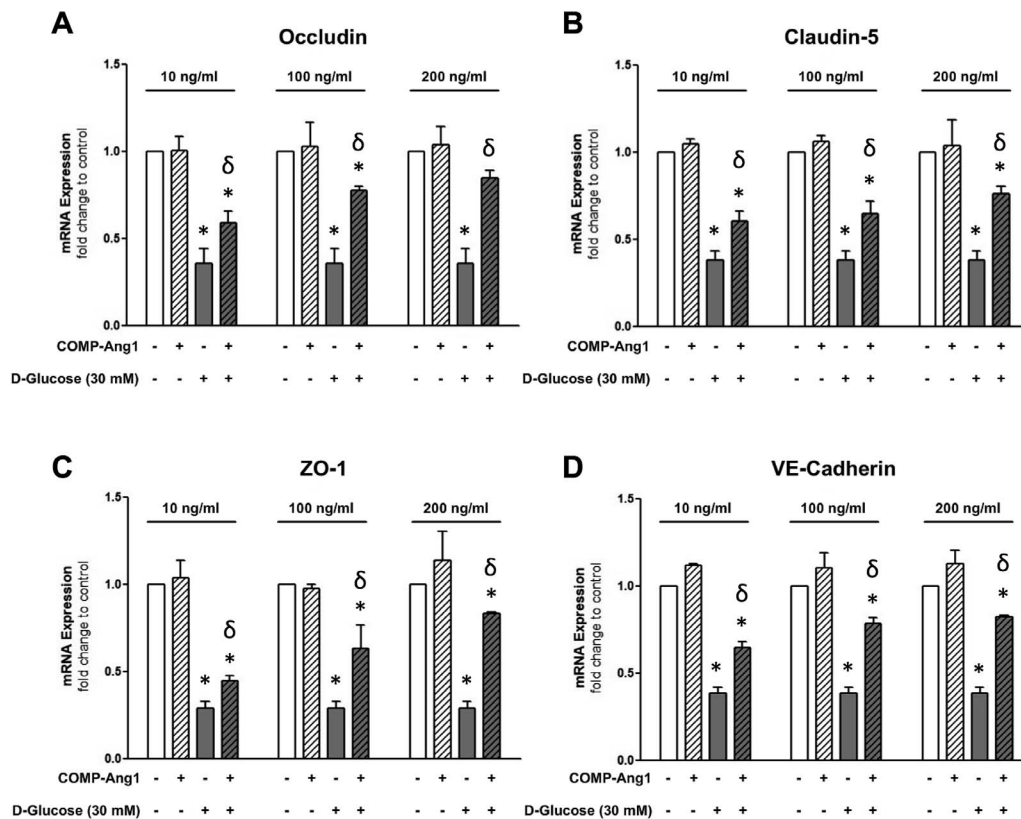 A
Occludin
10 ng/ml 100 ng/ml 200 ng/ml
mRNA Expression
fold change to control
1.5
1.0
0.5
0.0
* δ * * δ * * δ
COMP-Ang1 - + - + - + - + - + - +
D-Glucose (30 mM) - - + + - - + + - - + +
B
Claudin-5
10 ng/ml 100 ng/ml 200 ng/ml
mRNA Expression
fold change to control
1.5
1.0
0.5
0.0
* δ * * δ * * δ *
COMP-Ang1 - + - + - + - + - + - +
- - + + - - + + - - + +
C
ZO-1
10 ng/ml 100 ng/ml 200 ng/ml
mRNA Expression
fold change to control
1.5
1.0
0.5
0.0
* δ * * δ * * δ *
COMP-Ang1 - + - + - + - + - + - +
D-Glucose (30 mM) - - + + - - + + - - + +
D
VE-Cadherin
10 ng/ml 100 ng/ml 200 ng/ml
mRNA Expression
fold change to control
1.5
1.0
0.5
0.0
* δ * * δ * * δ *
COMP-Ang1 - + - + - + - + - + - +
D-Glucose (30 mM) - - + + - - + + - - + +